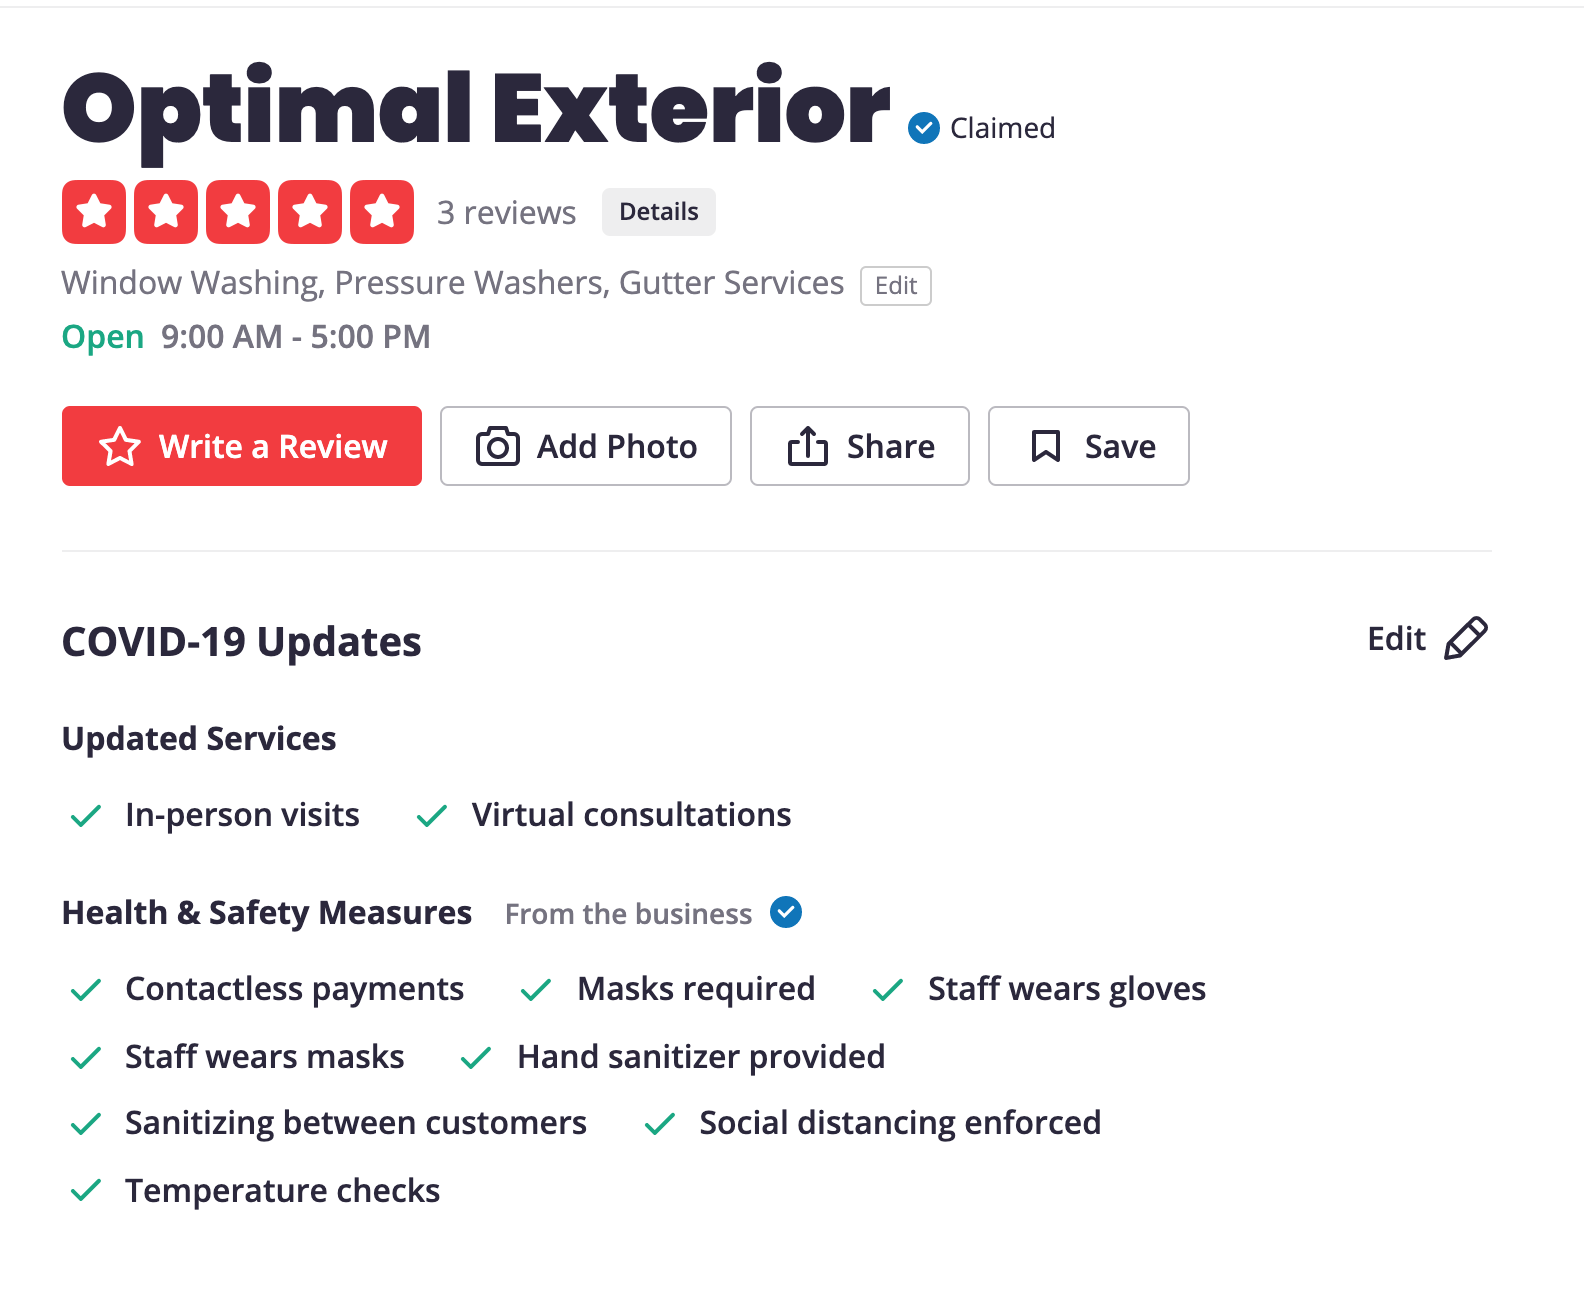 Optimal Exterior Claimed
3 reviews Details
Window Washing, Pressure Washers, Gutter Services Edit
Open 9:00 AM - 5:00 PM
Write a Review Add Photo Share Save
COVID-19 Updates Edit
Updated Services
In-person visits Virtual consultations
Health & Safety Measures From the business
Contactless payments Masks required Staff wears gloves
Staff wears masks Hand sanitizer provided
Sanitizing between customers Social distancing enforced
Temperature checks